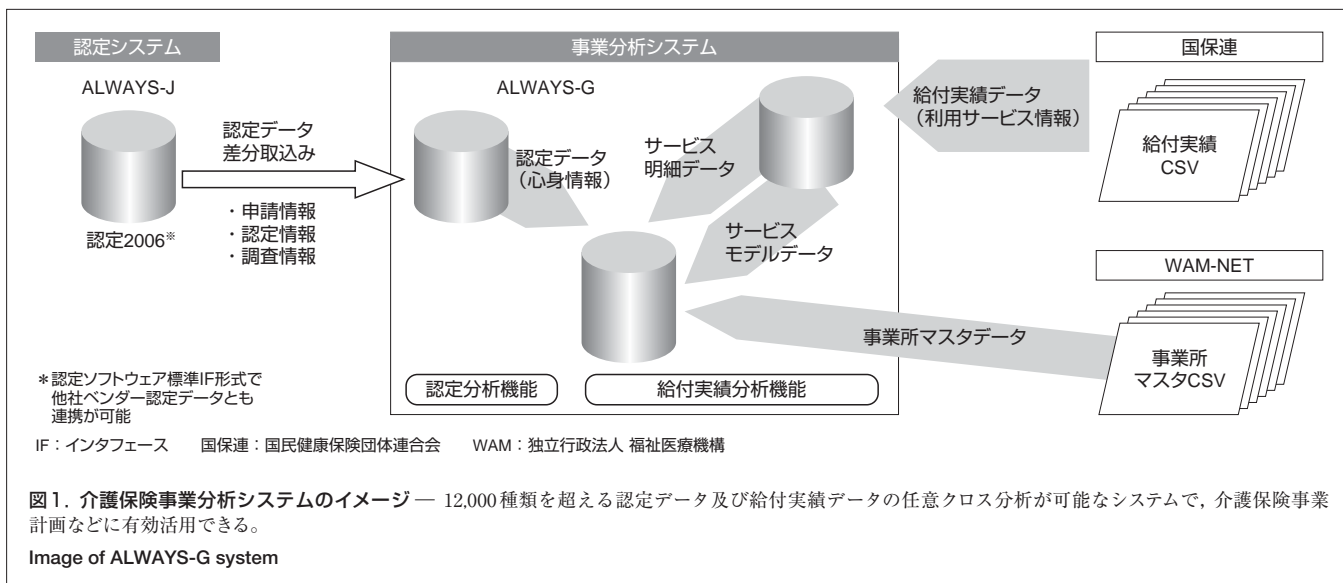 認定システム
ALWAYS-J
認定2006※
認定データ
差分取込み
・申請情報
・認定情報
・調査情報
事業分析システム
ALWAYS-G
認定データ
（心身情報）
サービス
明細データ
サービス
モデルデータ
認定分析機能
給付実績分析機能
給付実績データ
（利用サービス情報）
事業所マスタデータ
国保連
給付実績
CSV
WAM-NET
事業所
マスタCSV
＊認定ソフトウェア標準IF形式で
他社ベンダー認定データとも
連携が可能
IF：インタフェース　国保連：国民健康保険団体連合会　WAM：独立行政法人 福祉医療機構
図1．介護保険事業分析システムのイメージ ― 12,000種類を超える認定データ及び給付実績データの任意クロス分析が可能なシステムで，介護保険事業
計画などに有効活用できる。
Image of ALWAYS-G system